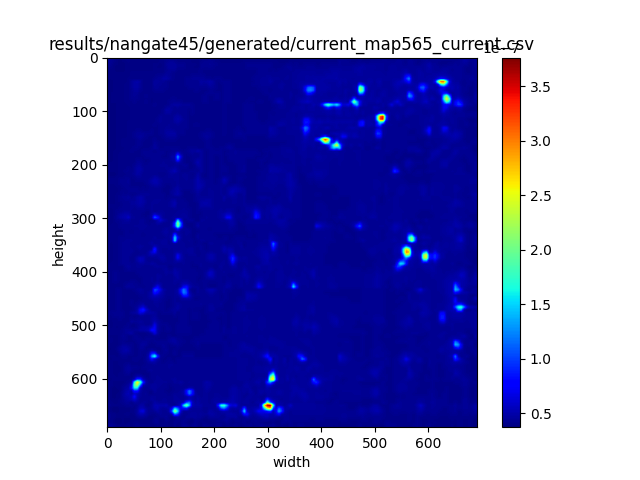 results/nangate45/generated/current_map565_current.csv
1e−7
0
100
200
300
400
500
600
height
0 100 200 300 400 500 600
width
3.5
3.0
2.5
2.0
1.5
1.0
0.5